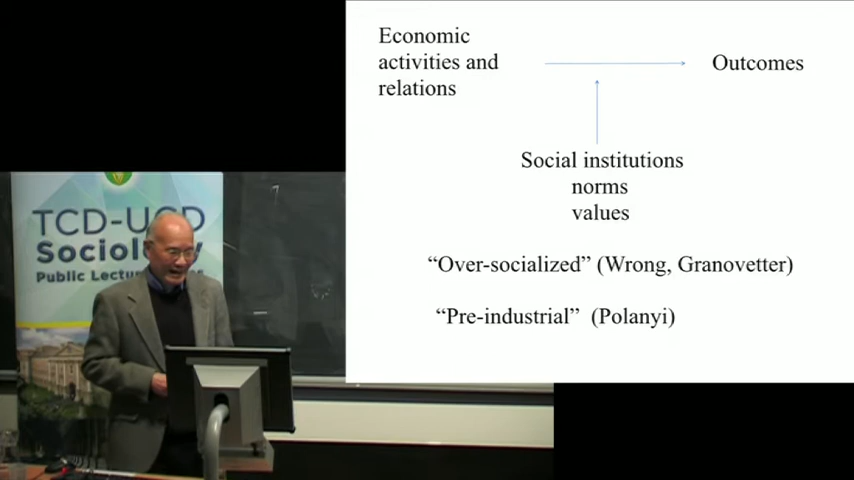 Economic
activities and
relations
Outcomes
Social institutions
norms
values
“Over-socialized” (Wrong, Granovetter)
“Pre-industrial” (Polanyi)
TCD-UCD
Sociology
Public Lecture